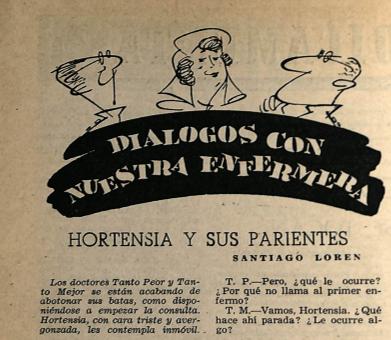 DIALOGOS CON
NUESTRA ENFERMERA
HORTENSIA Y SUS PARIENTES
SANTIAGO LOREN
Los doctores Tanto Peor y Tan-
to Mejor se están acabando de
abotonar sus batas, como dispo-
niéndose a empezar la consulta.
Hortensia, con cara triste y aver-
gonzada, les contempla inmóvil.
T. P.—Pero, ¿qué le ocurre?
¿Por qué no llama al primer en-
fermo?
T. M.—Vamos, Hortensia. ¿Qué
hace ahí parada? ¿Le ocurre al-
go?